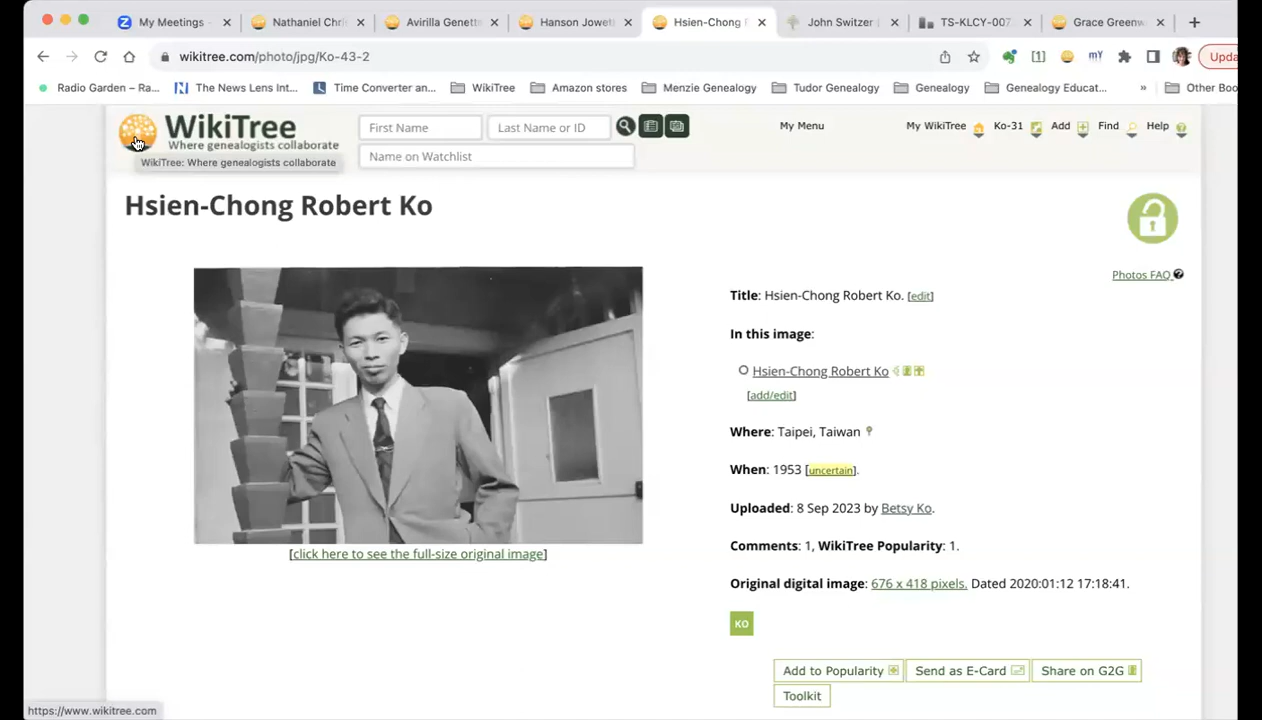 My Meetings
Nathaniel Chri
Avirilla Genett
Hanson Jowet
Hsien-Chong F
John Switzer
TS-KLCY-007
Grace Greenw
wikitree.com/photo/jpg/Ko-43-2
[1]
mY
Upda
Radio Garden – Ra...
The News Lens Int...
Time Converter an...
WikiTree
Amazon stores
Menzie Genealogy
Tudor Genealogy
Genealogy
Genealogy Educat...
»
Other Boo
WikiTree
Where genealogists collaborate
First Name
Last Name or ID
My Menu
My WikiTree
Ko-31
Add
Find
Help
Name on Watchlist
WikiTree: Where genealogists collaborate
Hsien-Chong Robert Ko
Photos FAQ
Title: Hsien-Chong Robert Ko. [edit]
In this image:
Hsien-Chong Robert Ko
[add/edit]
Where: Taipei, Taiwan
When: 1953 [uncertain].
Uploaded: 8 Sep 2023 by Betsy Ko.
[click here to see the full-size original image]
Comments: 1, WikiTree Popularity: 1.
Original digital image: 676 x 418 pixels. Dated 2020:01:12 17:18:41.
KO
Add to Popularity
Send as E-Card
Share on G2G
Toolkit
https://www.wikitree.com